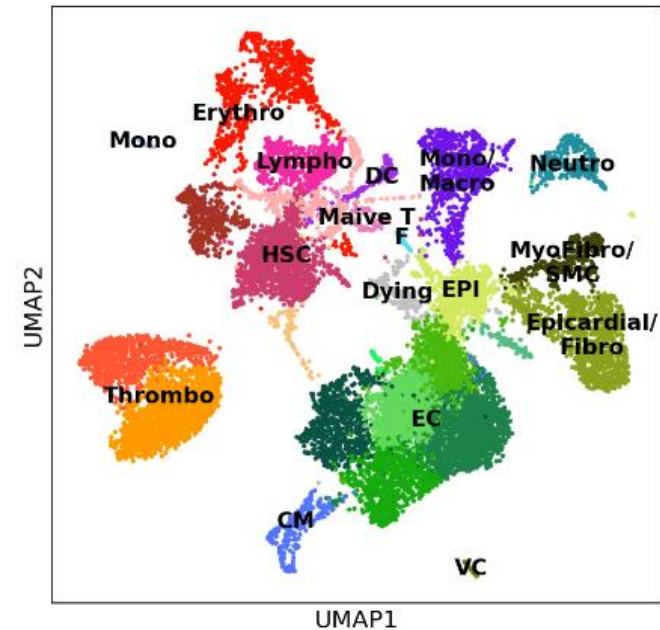 Erythro
Mono
Lympho
DC
Mono/
Macro
Neutro
Maive T
F
HSC
MyoFibro/
SMC
Dying
EPI
Epicardial/
Fibro
Thrombo
EC
CM
VC
UMAP1
UMAP2